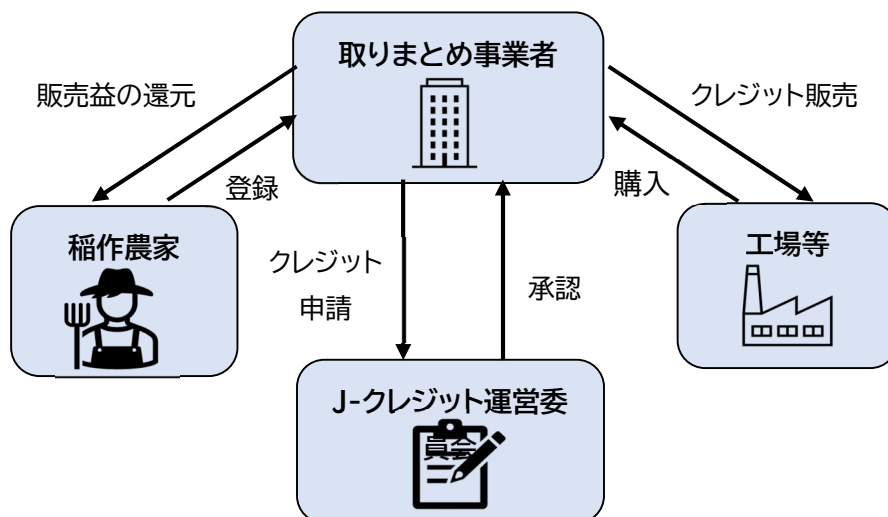 取りまとめ事業者
販売益の還元
クレジット販売
登録
購入
稲作農家
工場等
クレジット
申請
承認
J-クレジット運営委
員会